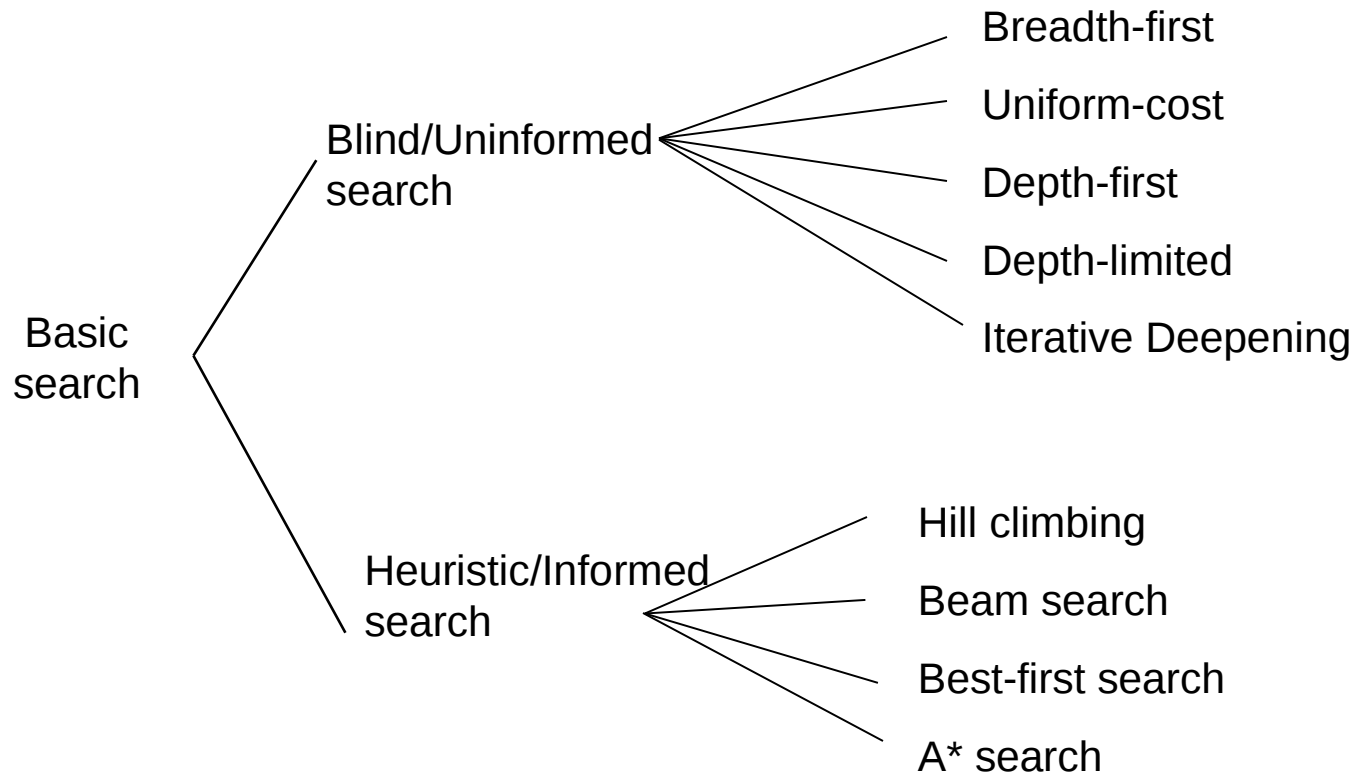 Breadth-first
Uniform-cost
Blind/Uninformed
search
Depth-first
Depth-limited
Iterative Deepening
Basic
search
Hill climbing
Heuristic/Informed
search
Beam search
Best-first search
A* search